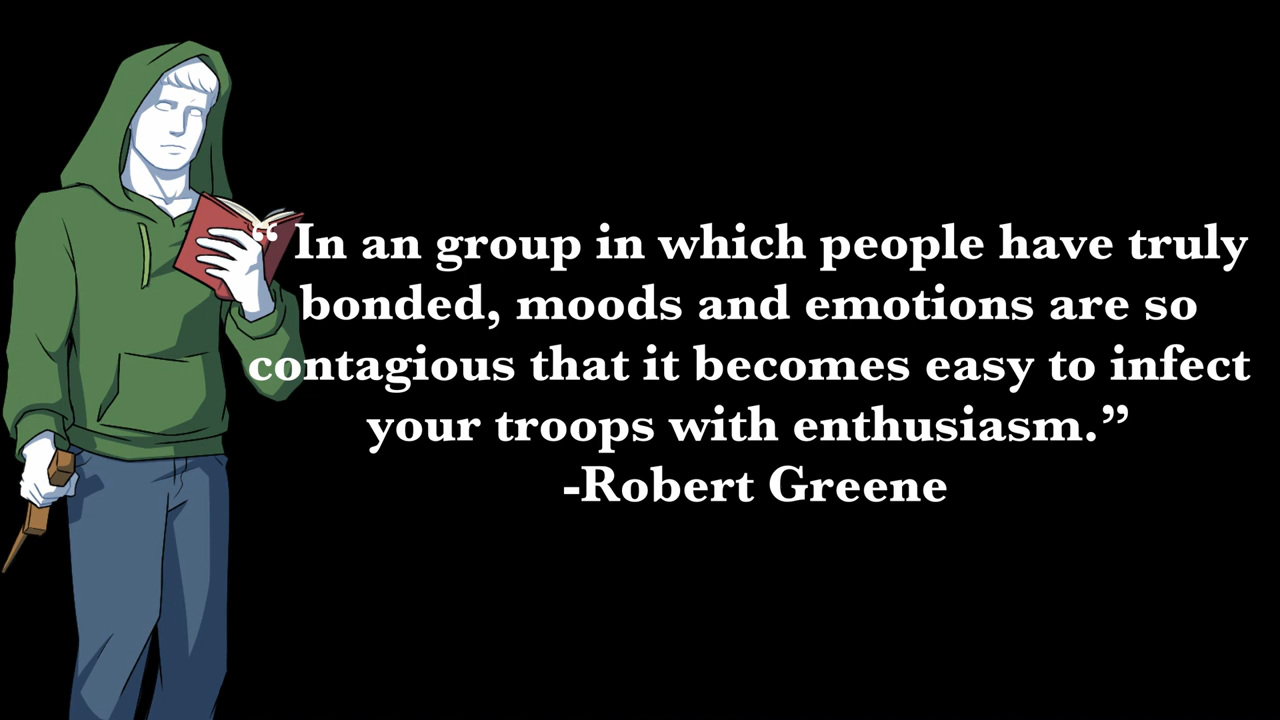 “ In an group in which people have truly
bonded, moods and emotions are so
contagious that it becomes easy to infect
your troops with enthusiasm.”
-Robert Greene